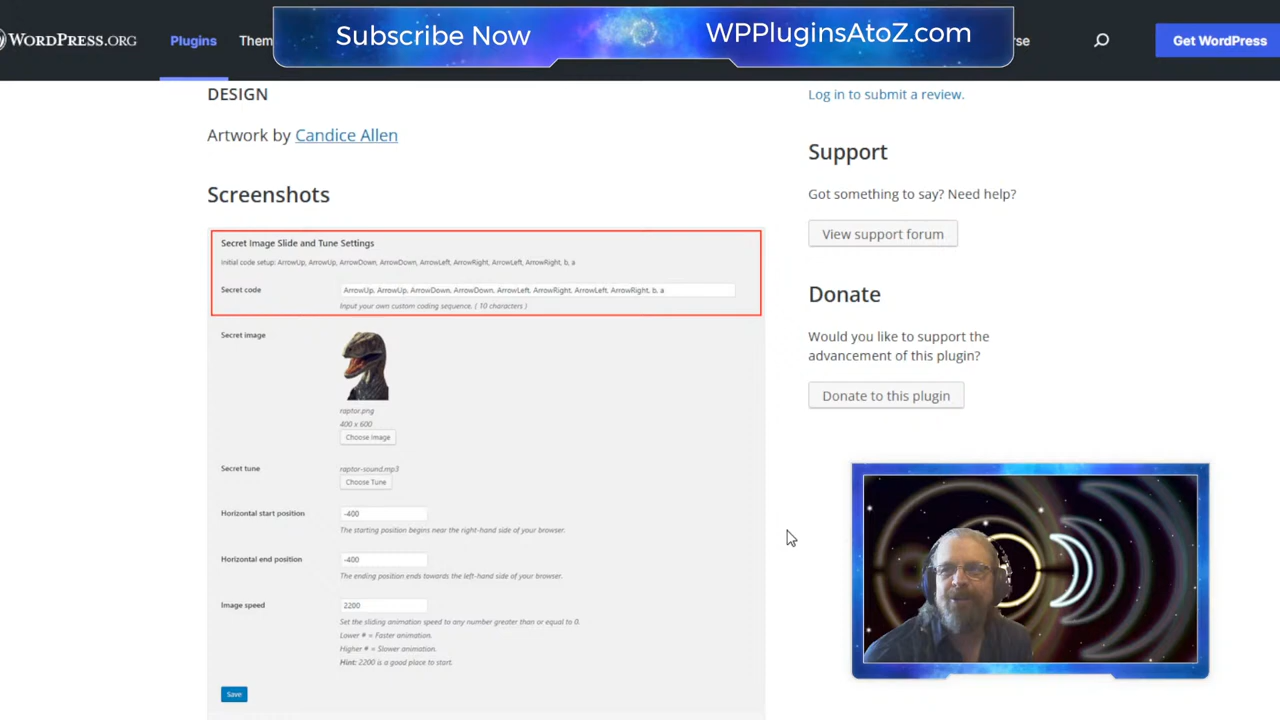 Subscribe Now
WPPluginsAtoZ.com
WORDPRESS.ORG
Plugins
Them
rse
Get WordPress
DESIGN
Artwork by Candice Allen
Screenshots
Secret Image Slide and Tune Settings
Initial code setup: ArrowUp, ArrowUp, ArrowDown, ArrowDown, ArrowLeft, ArrowRight, ArrowLeft, ArrowRight, b, a
Secret code
ArrowUp, ArrowUp, ArrowDown, ArrowDown, ArrowLeft, ArrowRight, ArrowLeft, ArrowRight, b, a
Input your own custom coding sequence. ( 10 characters )
Secret image
raptor.png
400 x 600
Choose Image
Secret tune
raptor-sound.mp3
Choose Tune
Horizontal start position
-400
The starting position begins near the right-hand side of your browser.
Horizontal end position
-400
The ending position ends towards the left-hand side of your browser.
Image speed
2200
Set the sliding animation speed to any number greater than or equal to 0.
Lower # = Faster animation.
Higher # = Slower animation.
Hint: 2200 is a good place to start.
Save
Log in to submit a review.
Support
Got something to say? Need help?
View support forum
Donate
Would you like to support the
advancement of this plugin?
Donate to this plugin